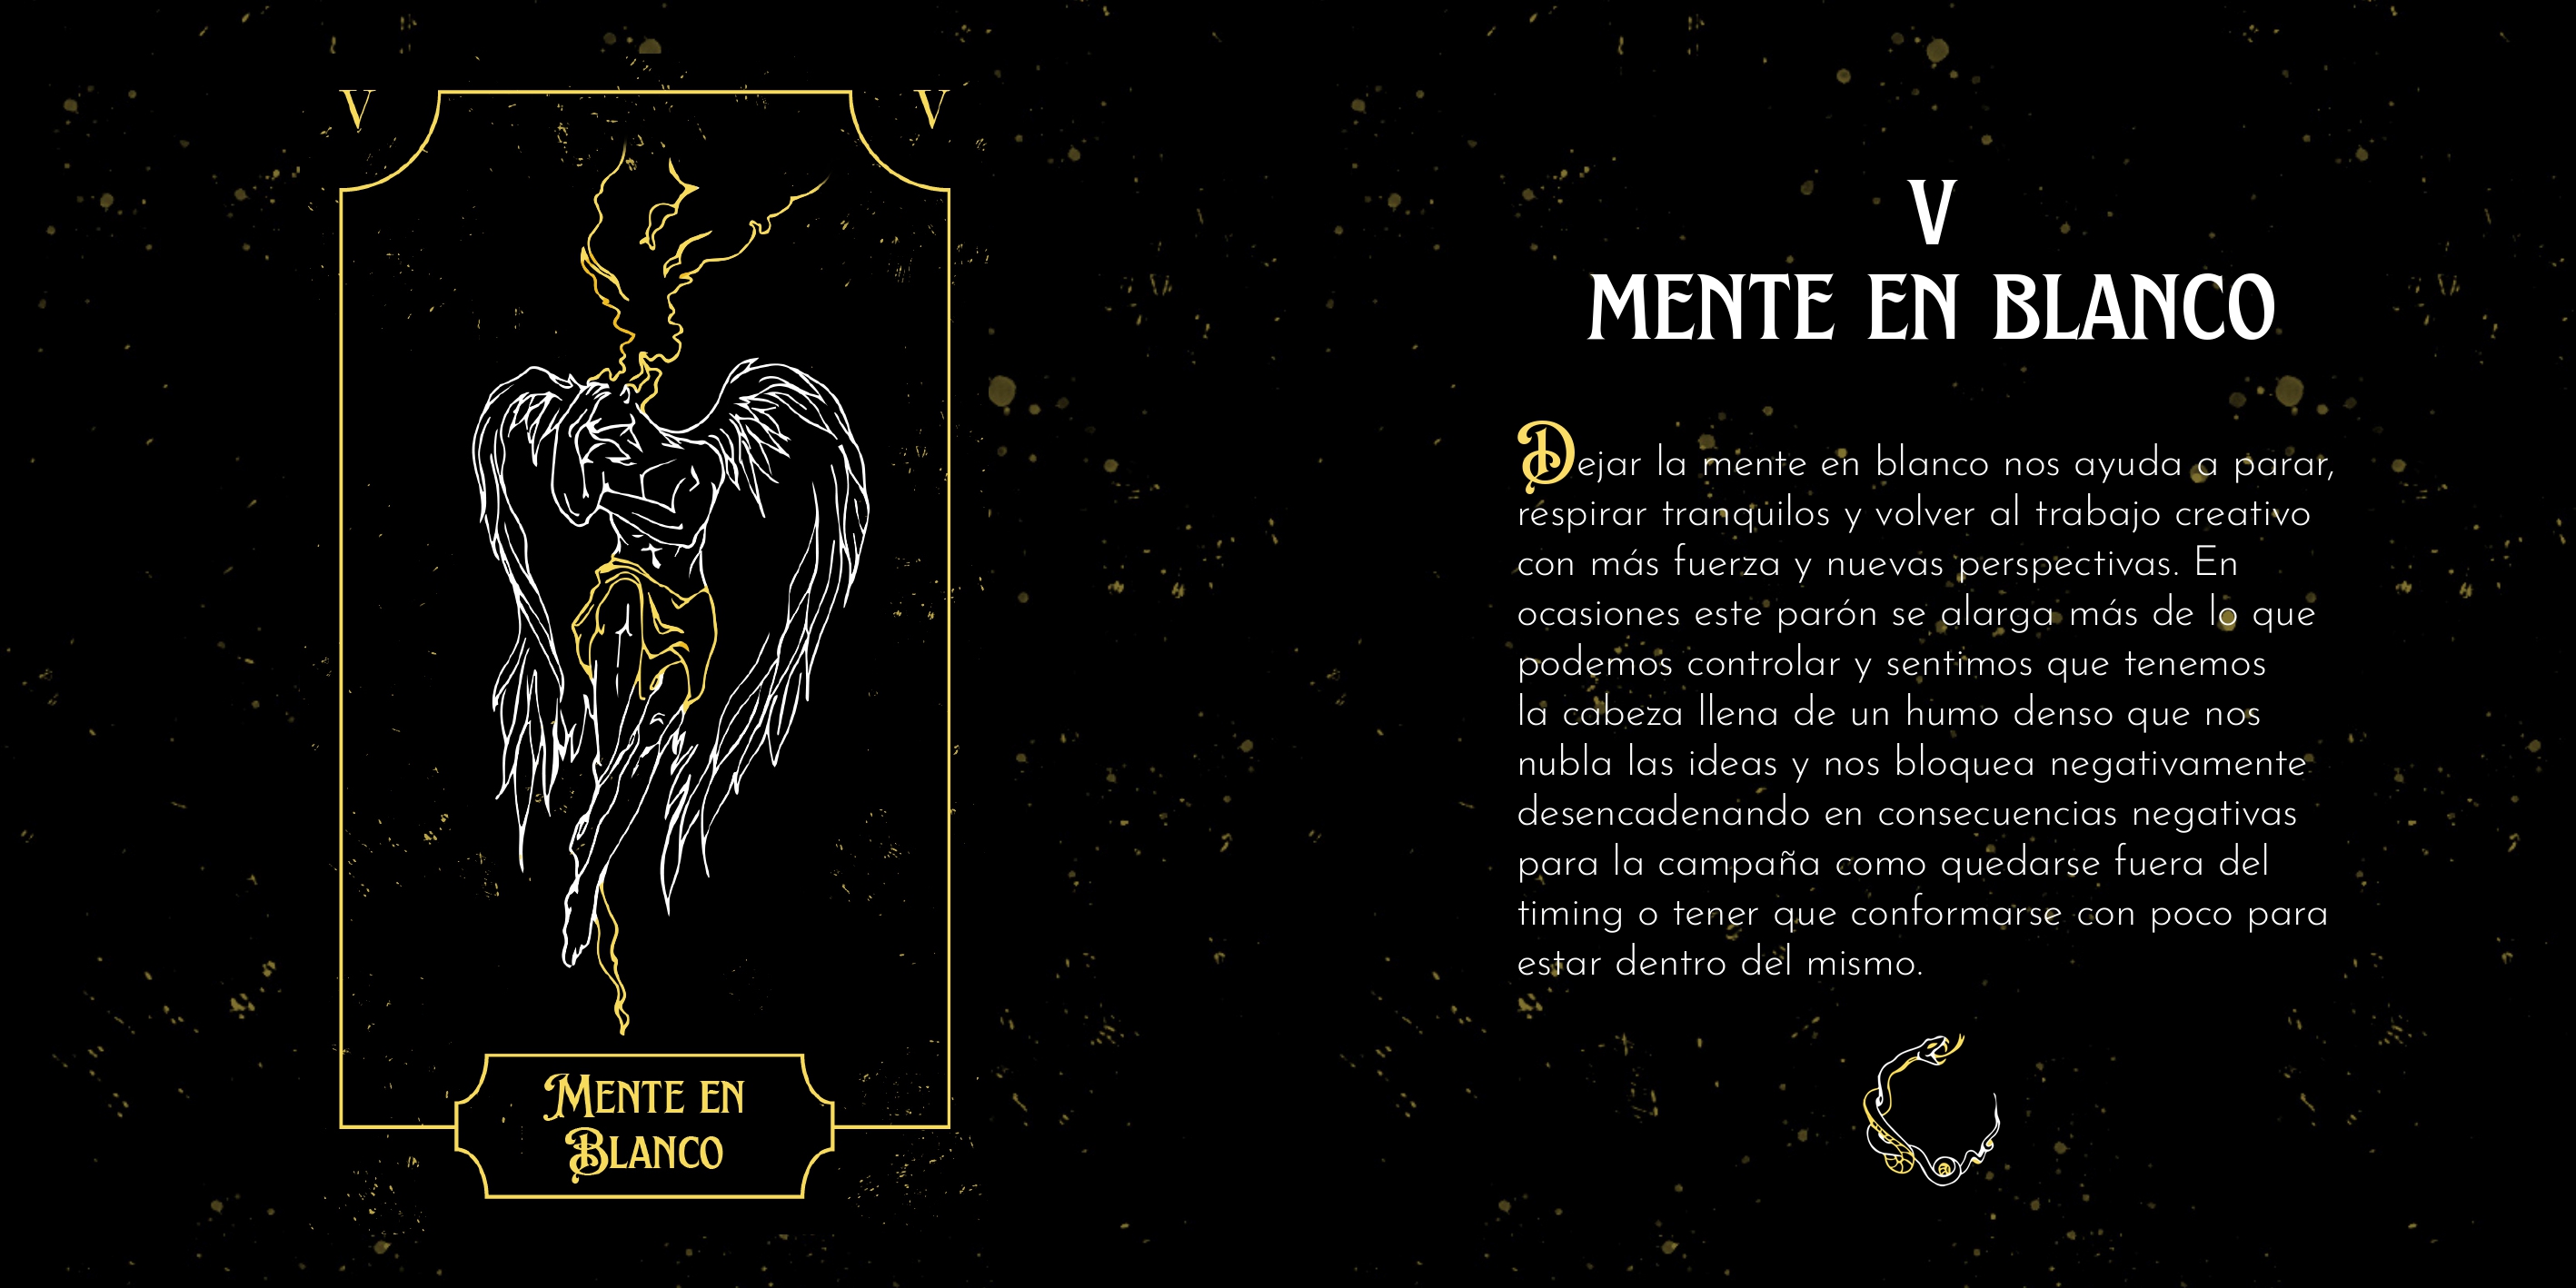 V V
Mente en
Blanco
V
MENTE EN BLANCO
Dejar la mente en blanco nos ayuda a parar,
respirar tranquilos y volver al trabajo creativo
con más fuerza y nuevas perspectivas. En
ocasiones este parón se alarga más de lo que
podemos controlar y sentimos que tenemos
la cabeza llena de un humo denso que nos
nubla las ideas y nos bloquea negativamente
desencadenando en consecuencias negativas
para la campaña como quedarse fuera del
timing o tener que conformarse con poco para
estar dentro del mismo.